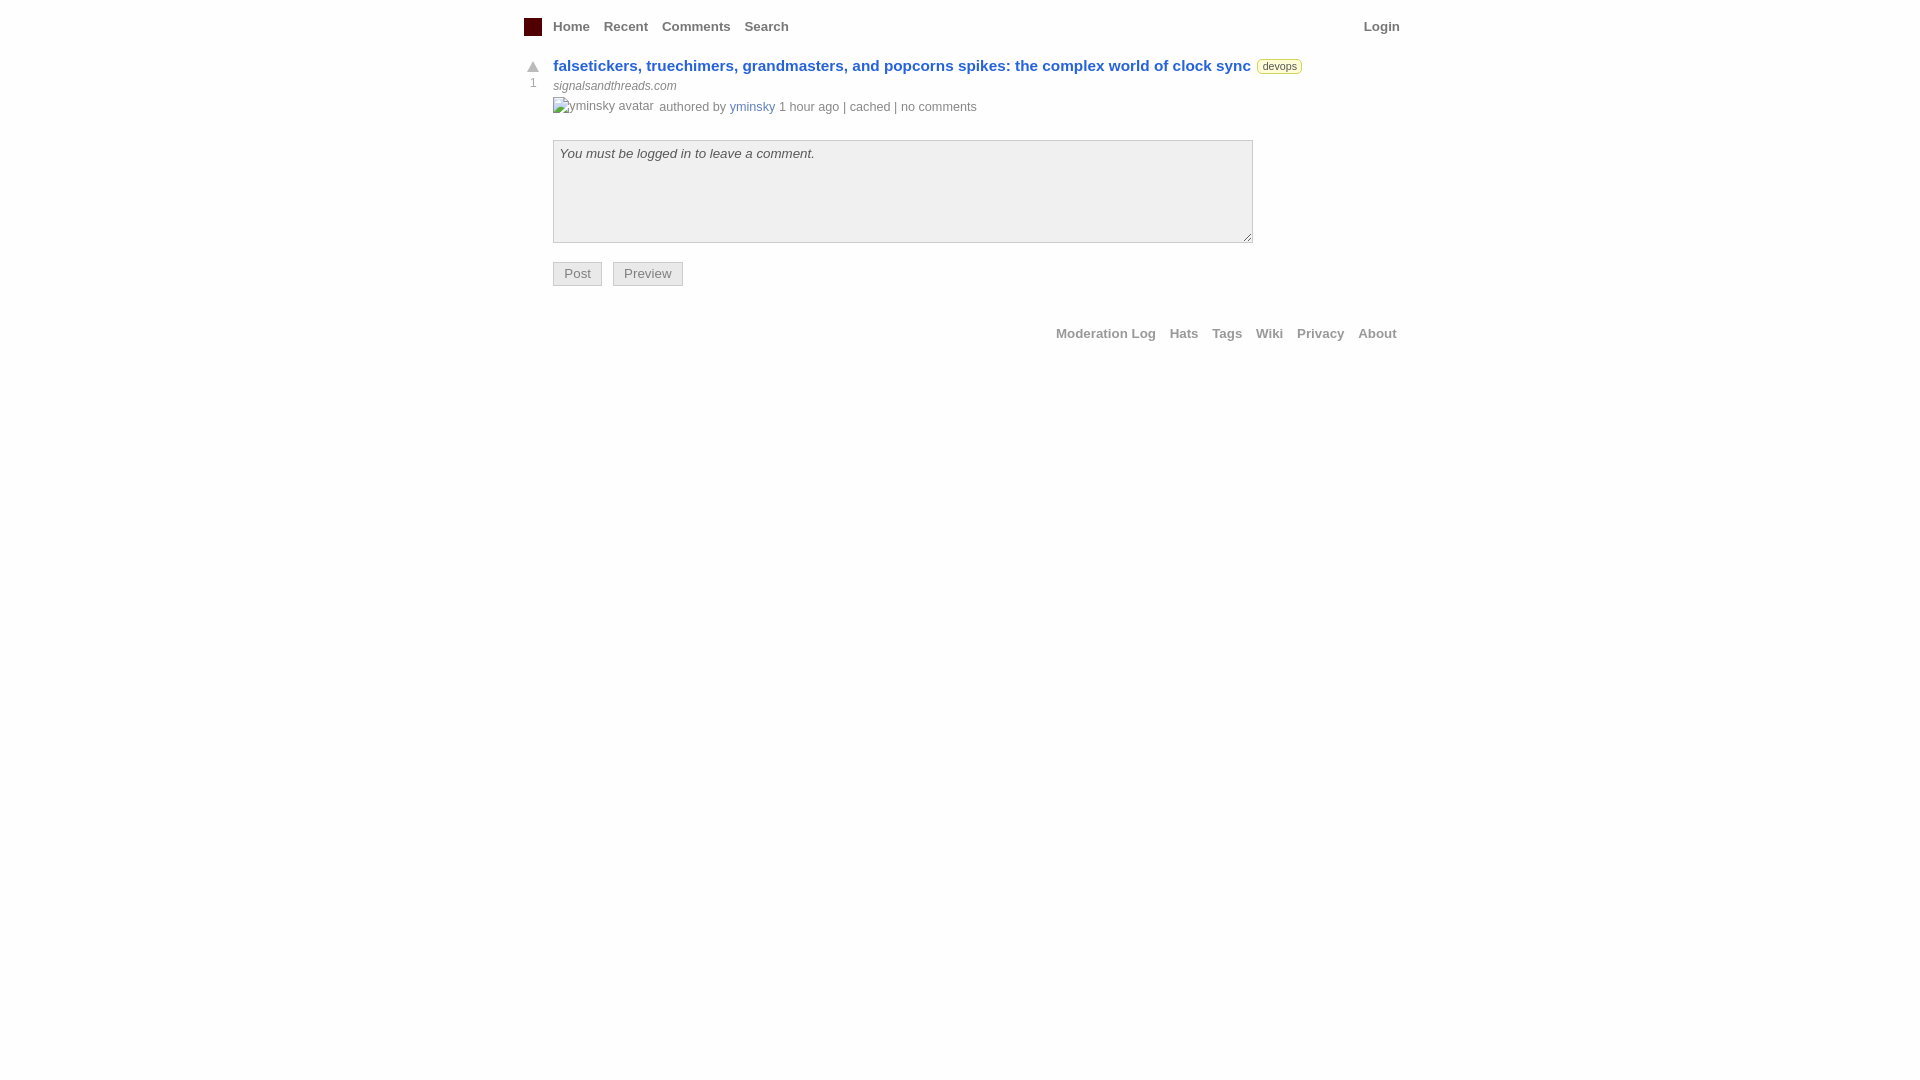 Home Recent Comments Search Login
falsetickers, truechimers, grandmasters, and popcorns spikes: the complex world of clock sync devops
1
signalsandthreads.com
yminsky avatar authored by yminsky 1 hour ago | cached | no comments
You must be logged in to leave a comment.
Post Preview
Moderation Log Hats Tags Wiki Privacy About